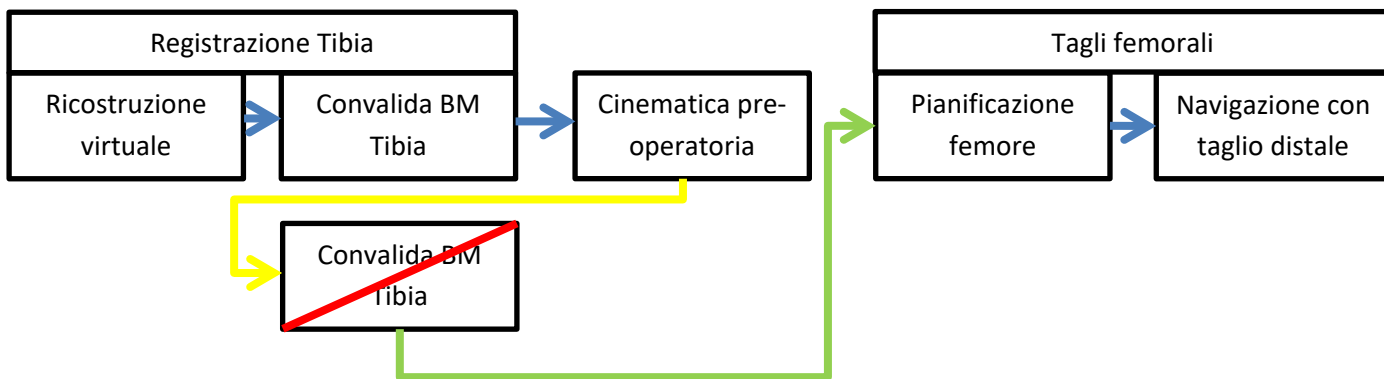 Registrazione Tibia
Ricostruzione
virtuale
Convalida BM
Tibia
Cinematica pre-
operatoria
Tagli femorali
Pianificazione
femore
Navigazione con
taglio distale
Convalida BM
Tibia